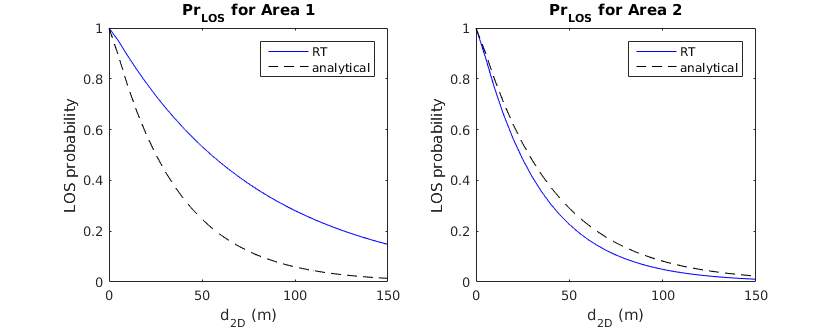 Pr_LOS for Area 1
1
0.8
0.6
0.4
0.2
0
0
50
100
150
LOS probability
d_2D (m)
RT
analytical
Pr_LOS for Area 2
1
0.8
0.6
0.4
0.2
0
0
50
100
150
LOS probability
d_2D (m)
RT
analytical